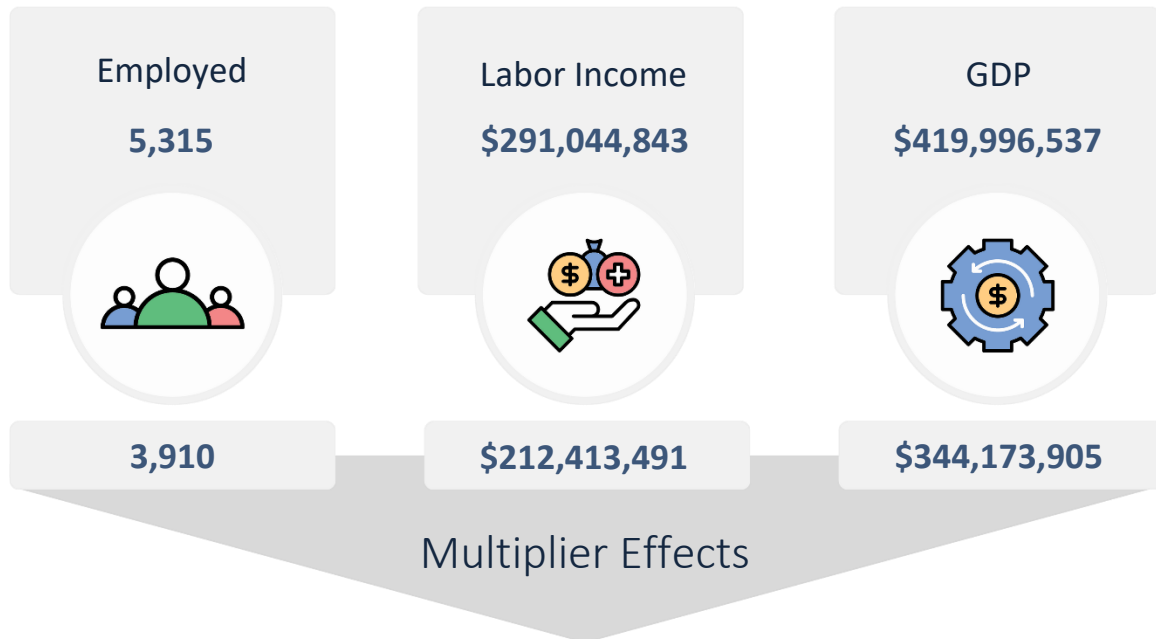 Employed
5,315
Labor Income
$291,044,843
GDP
$419,996,537
3,910
$212,413,491
$344,173,905
Multiplier Effects